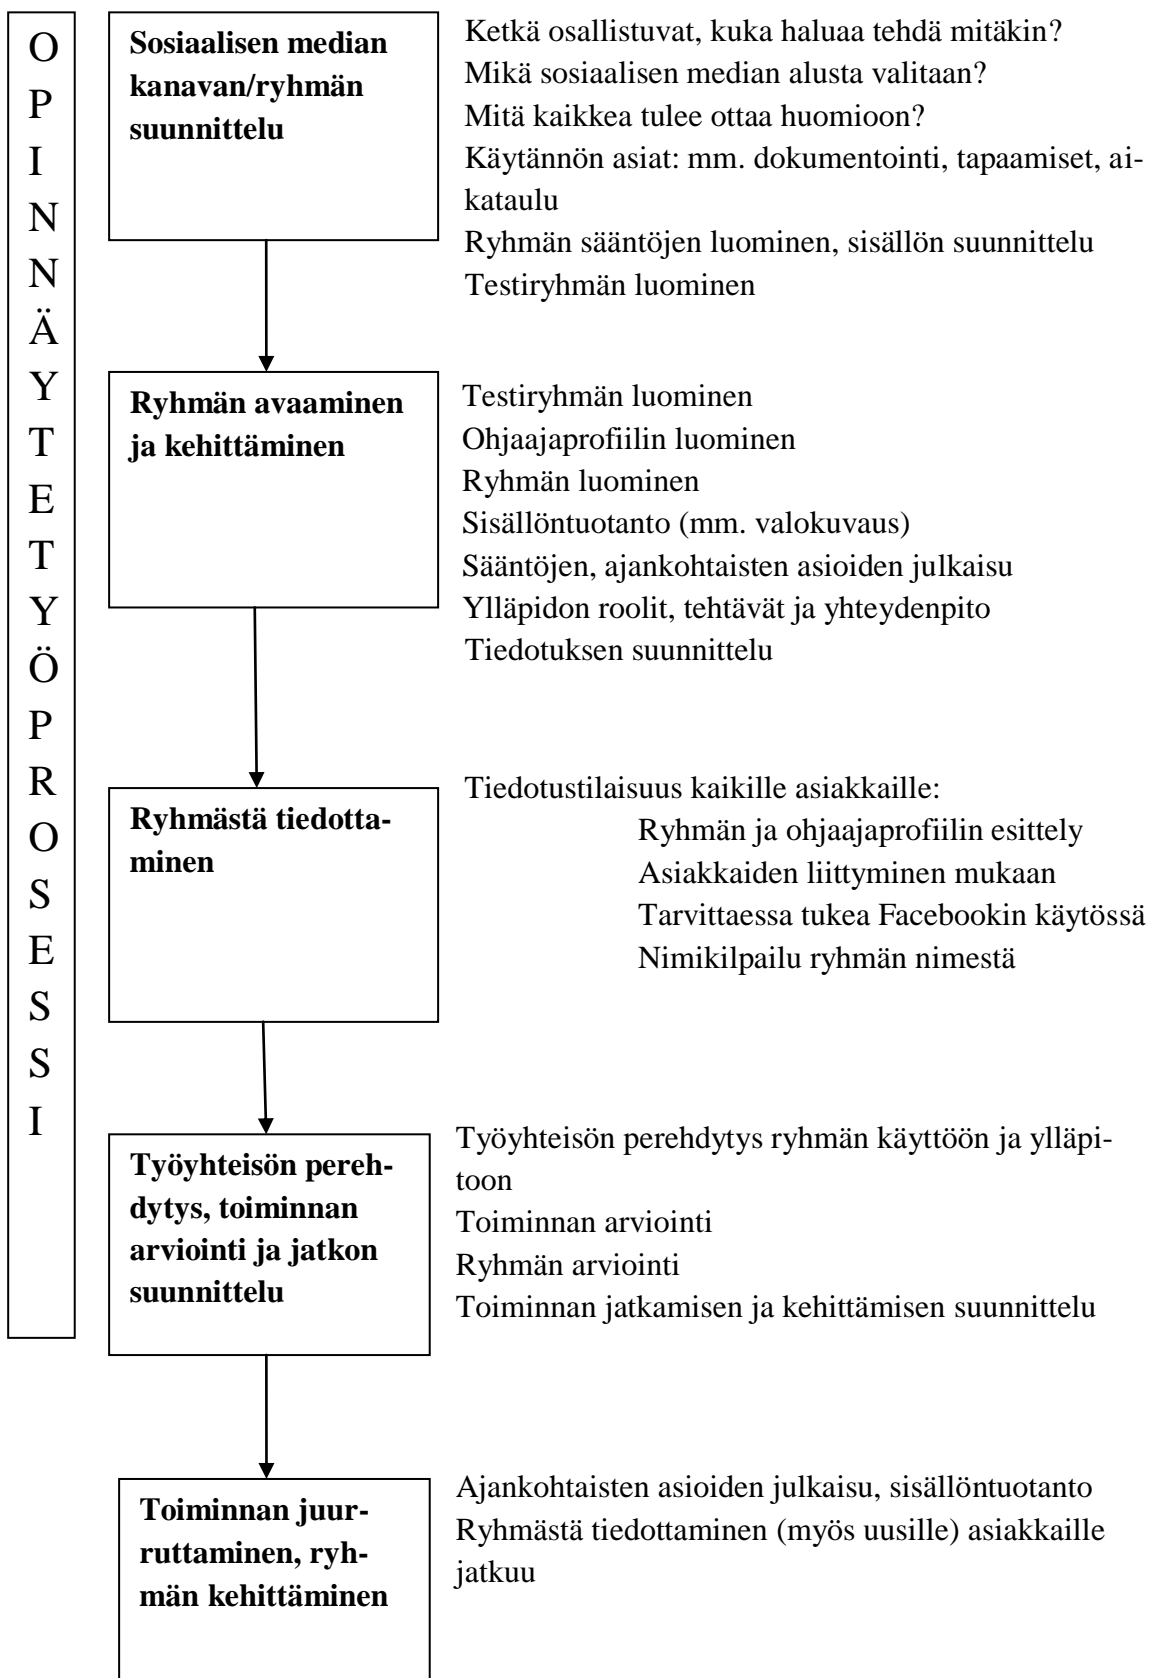 OPINNÄYTETYÖPROSESSI
Sosiaalisen median
kanavan/ryhmän
suunnittelu
Ketkä osallistuvat, kuka haluaa tehdä mitäkin?
Mikä sosiaalisen median alusta valitaan?
Mitä kaikkea tulee ottaa huomioon?
Käytännön asiat: mm. dokumentointi, tapaamiset, ai-
kataulu
Ryhmän sääntöjen luominen, sisällön suunnittelu
Testiryhmän luominen
Ryhmän avaaminen
ja kehittäminen
Testiryhmän luominen
Ohjaajaprofiilin luominen
Ryhmän luominen
Sisällöntuotanto (mm. valokuvaus)
Sääntöjen, ajankohtaisten asioiden julkaisu
Ylläpidon roolit, tehtävät ja yhteydenpito
Tiedotuksen suunnittelu
Ryhmästä tiedotta-
minen
Tiedotustilaisuus kaikille asiakkaille:
Ryhmän ja ohjaajaprofiilin esittely
Asiakkaiden liittyminen mukaan
Tarvittaessa tukea Facebookin käytössä
Nimikilpailu ryhmän nimestä
Työyhteisön pereh-
dytys, toiminnan
arviointi ja jatkon
suunnittelu
Työyhteisön perehdytys ryhmän käyttöön ja ylläpi-
toon
Toiminnan arviointi
Ryhmän arviointi
Toiminnan jatkamisen ja kehittämisen suunnittelu
Toiminnan juur-
ruttaminen, ryh-
män kehittäminen
Ajankohtaisten asioiden julkaisu, sisällöntuotanto
Ryhmästä tiedottaminen (myös uusille) asiakkaille
jatkuu